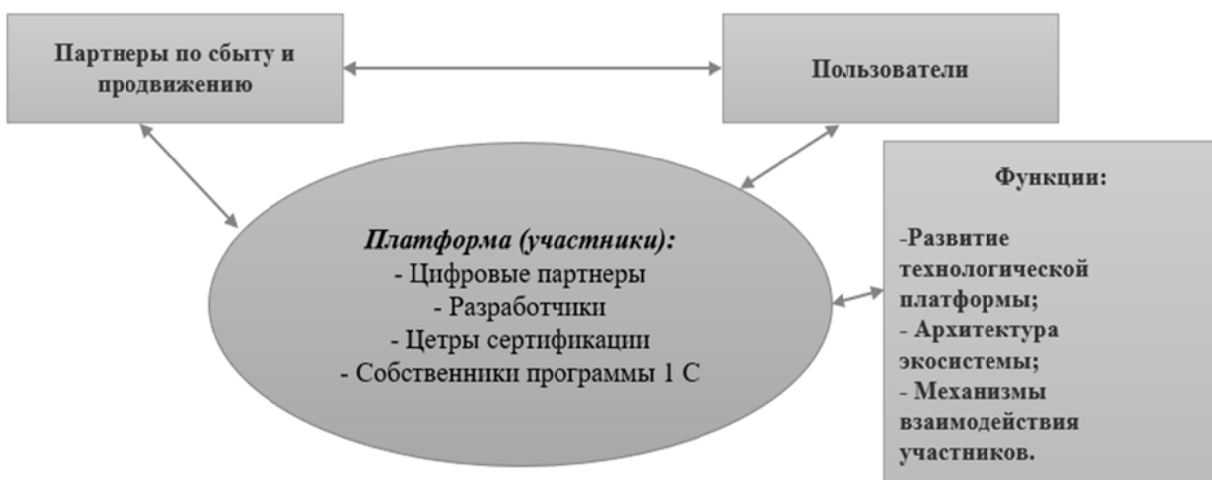 Партнеры по сбыту и
продвижению
Пользователи
Платформа (участники):
- Цифровые партнеры
- Разработчики
- Цетры сертификации
- Собственники программы 1 С
Функции:
-Развитие
технологической
платформы;
- Архитектура
экосистемы;
- Механизмы
взаимодействия
участников.